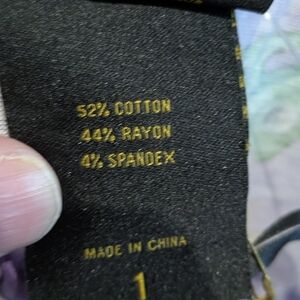 52% COTTON
44% RAYON
4% SPANDEX
MADE IN CHINA
1